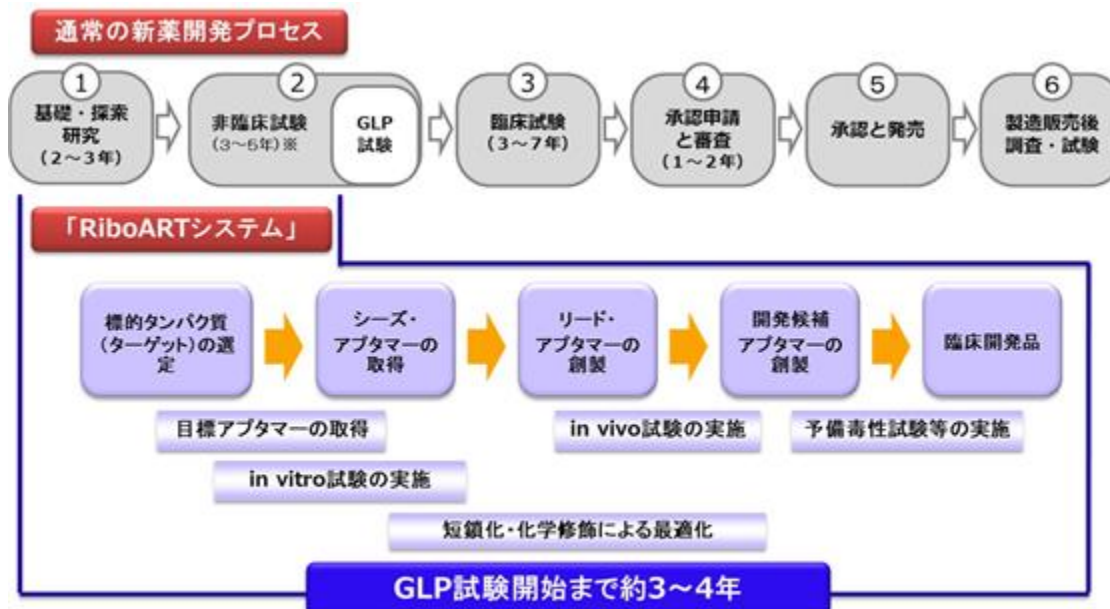 通常の新薬開発プロセス
①
基礎・探索
研究
(2～3年)
②
非臨床試験
(3～5年)※
GLP
試験
③
臨床試験
(3～7年)
④
承認申請
と審査
(1～2年)
⑤
承認と発売
⑥
製造販売後
調査・試験
「RiboARTシステム」
標的タンパク質
(ターゲット)の選
定
シーズ・
アプタマーの
取得
リード・
アプタマーの
創製
開発候補
アプタマーの
創製
臨床開発品
目標アプタマーの取得
in vivo試験の実施
予備毒性試験等の実施
in vitro試験の実施
短鎖化・化学修飾による最適化
GLP試験開始まで約3～4年